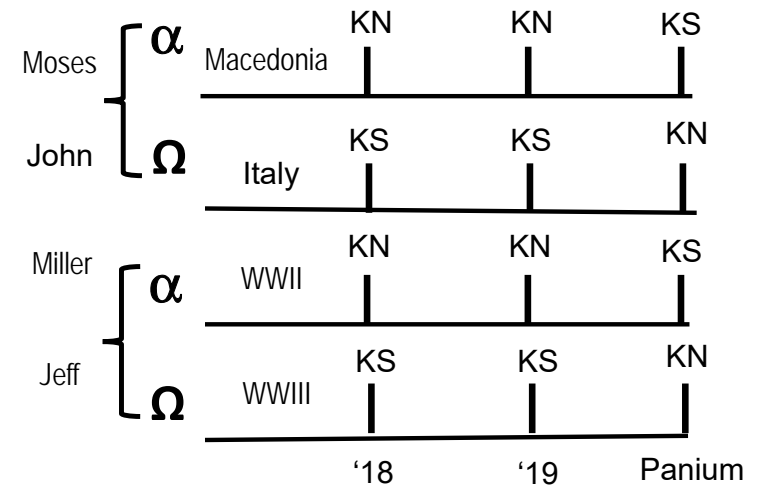 KN KN KS
Moses α Macedonia
KS KS KN
John Ω Italy
KN KN KS
Miller α WWII
KS KS KN
Jeff Ω WWIII
‘18 ‘19 Panium